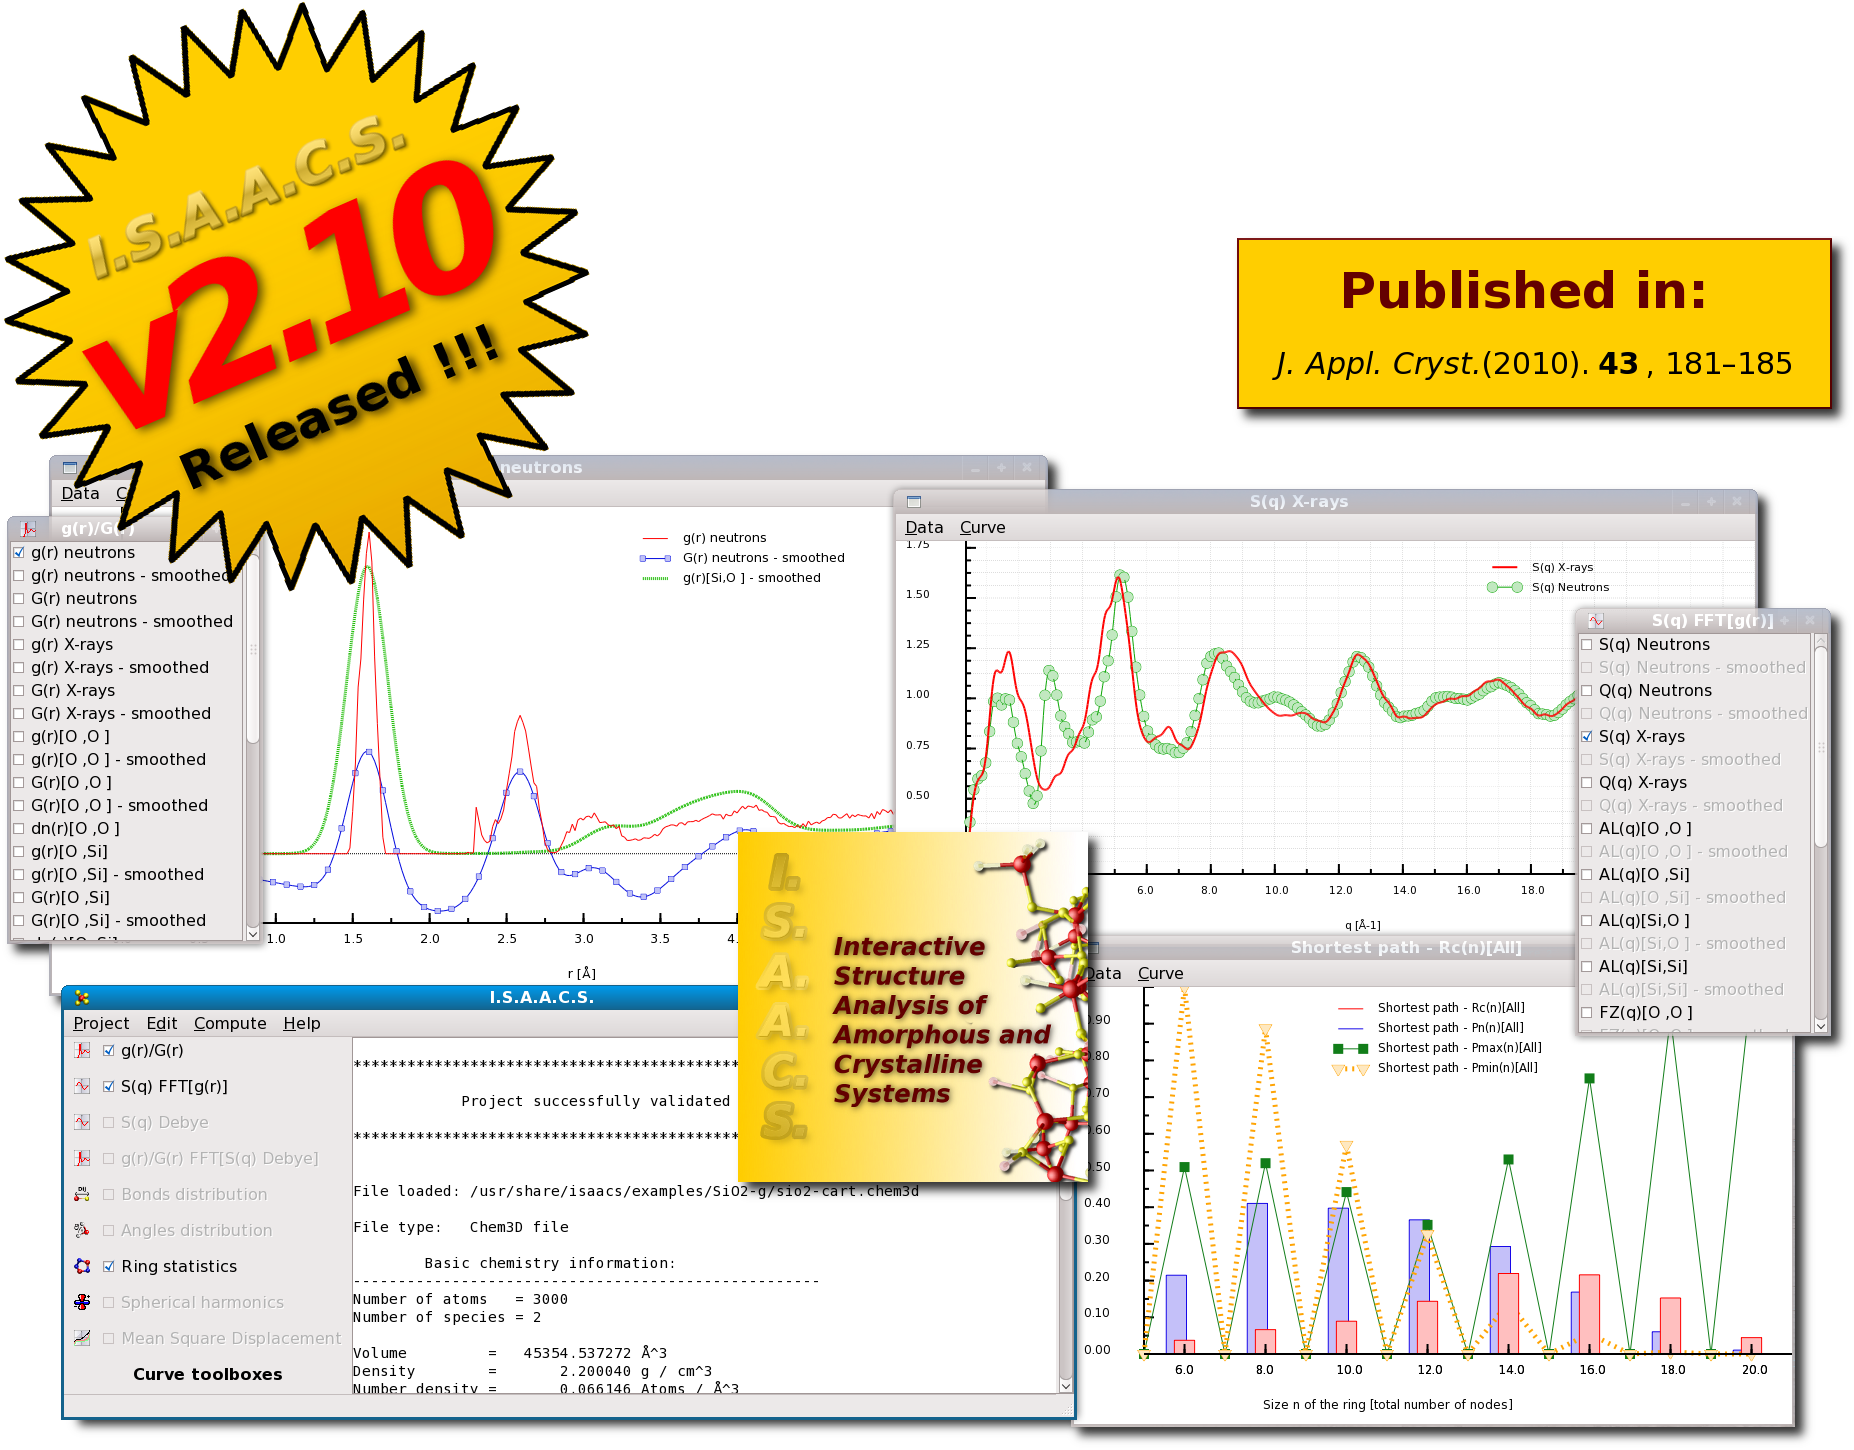 I.S.A.A.C.S.
v2.10
Released !!!
Published in:
J. Appl. Cryst.(2010). 43 , 181–185
neutrons
Data
g(r)/G(r)
g(r) neutrons
g(r) neutrons - smoothed
G(r) neutrons
G(r) neutrons - smoothed
g(r) X-rays
g(r) X-rays - smoothed
G(r) X-rays
G(r) X-rays - smoothed
g(r)[O ,O ]
g(r)[O ,O ] - smoothed
G(r)[O ,O ]
G(r)[O ,O ] - smoothed
dn(r)[O ,O ]
g(r)[O ,Si]
g(r)[O ,Si] - smoothed
G(r)[O ,Si]
G(r)[O ,Si] - smoothed
g(r) neutrons
G(r) neutrons - smoothed
g(r)[Si,O ] - smoothed
1.0 1.5 2.0 2.5 3.0 3.5
r [Å]
S(q) X-rays
Data Curve
S(q) X-rays
S(q) Neutrons
1.75
1.50
1.25
1.00
0.75
0.50
6.0 8.0 10.0 12.0 14.0 16.0 18.0
q [Å-1]
S(q) FFT[g(r)]
S(q) Neutrons
S(q) Neutrons - smoothed
Q(q) Neutrons
Q(q) Neutrons - smoothed
S(q) X-rays
S(q) X-rays - smoothed
Q(q) X-rays
Q(q) X-rays - smoothed
AL(q)[O ,O ]
AL(q)[O ,O ] - smoothed
AL(q)[O ,Si]
AL(q)[O ,Si] - smoothed
AL(q)[Si,O ]
AL(q)[Si,O ] - smoothed
AL(q)[Si,Si]
AL(q)[Si,Si] - smoothed
FZ(q)[O ,O ]
I.
S.
A.
A.
C.
S.
Interactive
Structure
Analysis of
Amorphous and
Crystalline
Systems
I.S.A.A.C.S.
Project Edit Compute Help
g(r)/G(r)
S(q) FFT[g(r)]
S(q) Debye
g(r)/G(r) FFT[S(q) Debye]
Bonds distribution
Angles distribution
Ring statistics
Spherical harmonics
Mean Square Displacement
Curve toolboxes
Project successfully validated
File loaded: /usr/share/isaacs/examples/SiO2-g/sio2-cart.chem3d
File type: Chem3D file
Basic chemistry information:
----------------------------------------------------
Number of atoms = 3000
Number of species = 2
Volume = 45354.537272 Å^3
Density = 2.200040 g / cm^3
Number density = 0.066146 Atoms / Å^3
Shortest path - Rc(n)[All]
Data Curve
Shortest path - Rc(n)[All]
Shortest path - Pn(n)[All]
Shortest path - Pmax(n)[All]
Shortest path - Pmin(n)[All]
0.90
0.80
0.70
0.60
0.50
0.40
0.30
0.20
0.10
0.00
6.0 8.0 10.0 12.0 14.0 16.0 18.0 20.0
Size n of the ring [total number of nodes]